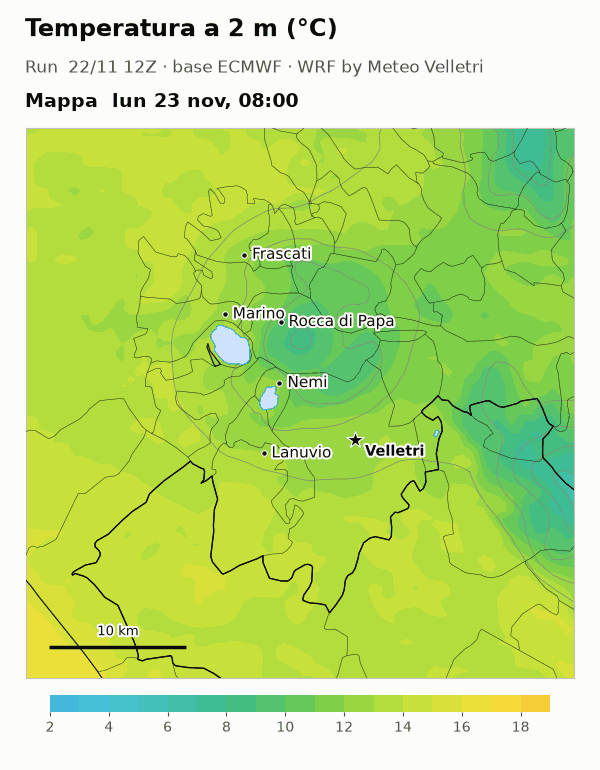 Temperatura a 2 m (°C)
Run  22/11 12Z · base ECMWF · WRF by Meteo Velletri
Mappa  lun 23 nov, 08:00
Frascati
Marino
Rocca di Papa
Nemi
Velletri
Lanuvio
10 km
2 4 6 8 10 12 14 16 18